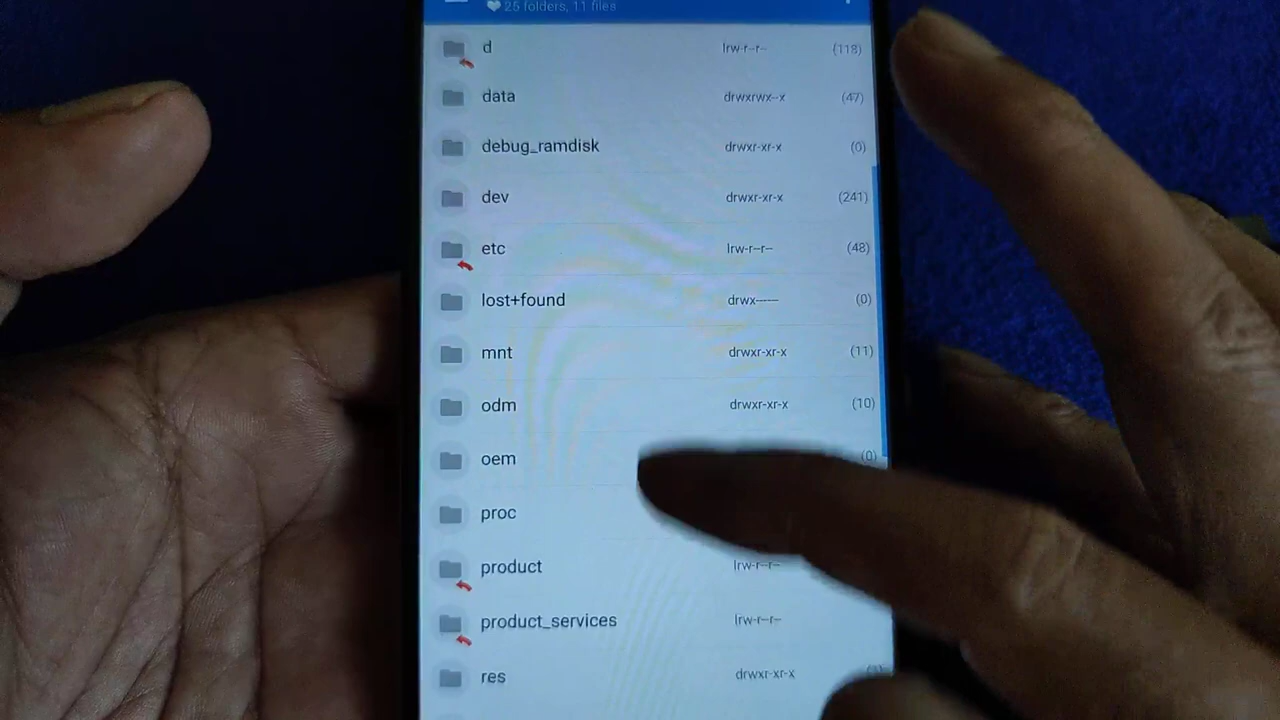 25 folders, 11 files
d lrw-r--r-- (118)
data drwxrwx--x (47)
debug_ramdisk drwxr-xr-x (0)
dev drwxr-xr-x (241)
etc lrw-r--r-- (48)
lost+found drwx------ (0)
mnt drwxr-xr-x (11)
odm drwxr-xr-x (10)
oem (0)
proc
product lrw-r--r--
product_services lrw-r--r--
res drwxr-xr-x